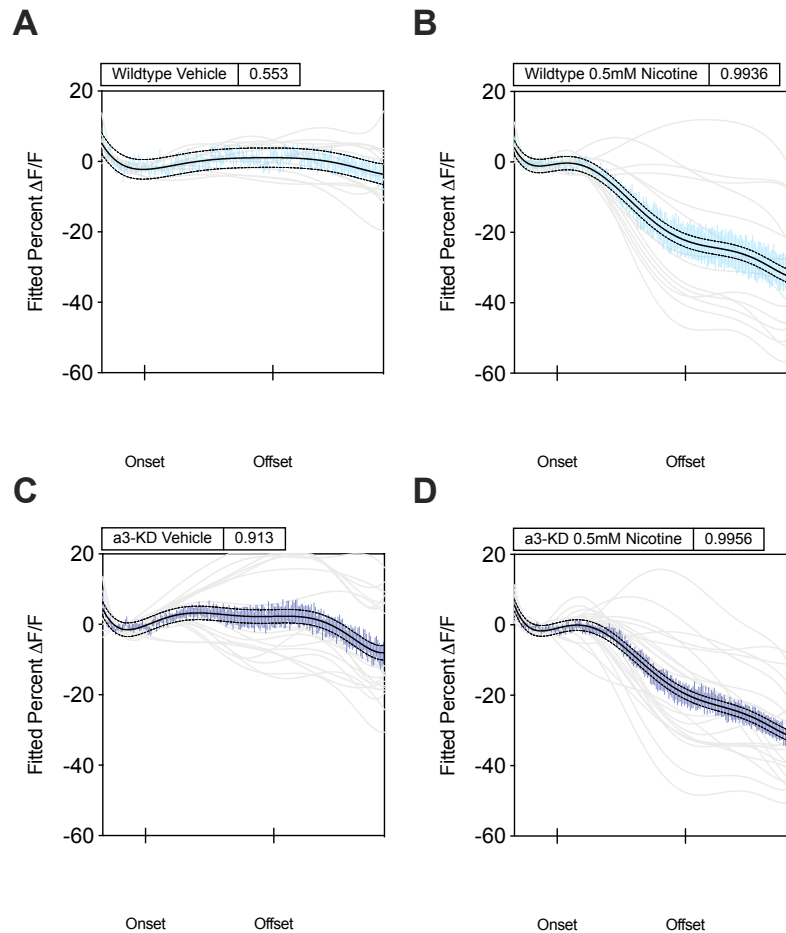 A
B
Wildtype Vehicle 0.553
Wildtype 0.5mM Nicotine 0.9936
20
0
-20
-40
-60
Fitted Percent ΔF/F
Onset Offset
20
0
-20
-40
-60
Fitted Percent ΔF/F
Onset Offset
C
D
a3-KD Vehicle 0.913
a3-KD 0.5mM Nicotine 0.9956
20
0
-20
-40
-60
Fitted Percent ΔF/F
Onset Offset
20
0
-20
-40
-60
Fitted Percent ΔF/F
Onset Offset